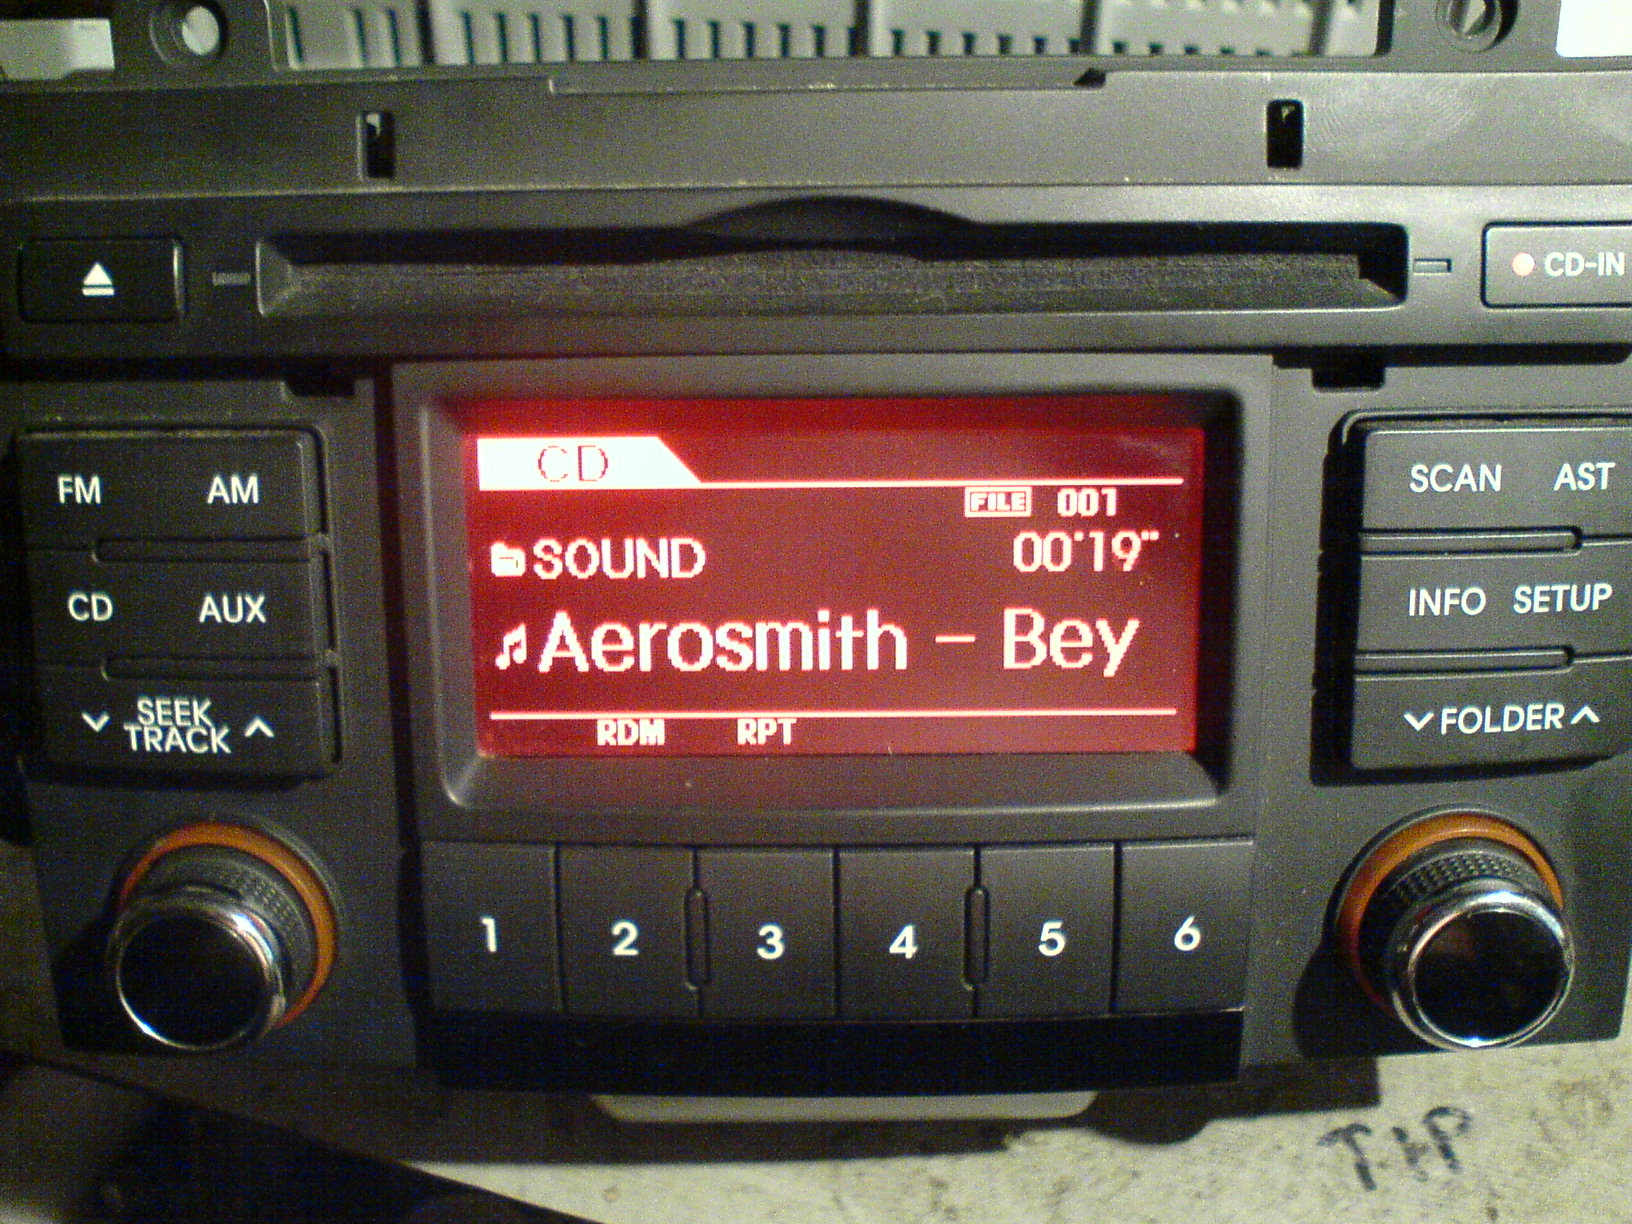 CD-IN
CD
FILE 001
SOUND 00'19"
Aerosmith - Bey
RDM RPT
FM AM
CD AUX
SEEK
TRACK
SCAN AST
INFO SETUP
FOLDER
1 2 3 4 5 6